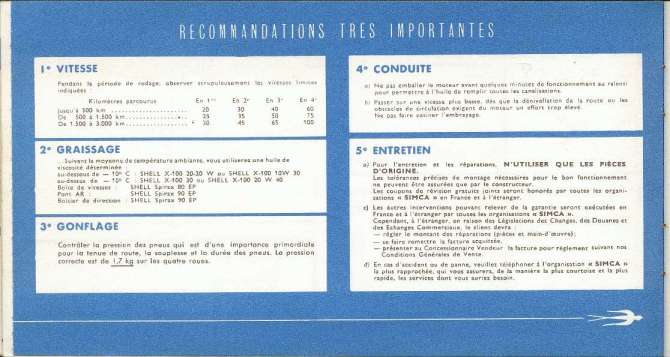 RECOMMANDATIONS TRES IMPORTANTES
1° VITESSE
Pendant la période de rodage, observer scrupuleusement les vitesses limites
indiquées :
Kilomètres parcourus En 1re En 2e En 3e En 4e
Jusqu'à 500 km 20 30 40 60
De 500 à 1.500 km 25 35 50 75
De 1.500 à 3.000 km 30 45 65 100
2° GRAISSAGE
Suivant la moyenne de température ambiante, vous utiliserez une huile de
viscosité déterminée
au-dessous de — 10° C : SHELL X-100 20-20 W ou SHELL X-100 10W 30
au-dessus de — 10° C : SHELL X-100 30 ou SHELL X-100 20 W 40
Boîte de vitesses : SHELL Spirax 80 EP
Pont AR : SHELL Spirax 90 EP
Boîtier de direction : SHELL Spirax 90 EP
3° GONFLAGE
Contrôler la pression des pneus qui est d'une importance primordiale
pour la tenue de route, la souplesse et la durée des pneus. La pression
correcte est de 1,7 kg sur les quatre roues.
4° CONDUITE
a) Ne pas emballer le moteur avant quelques minutes de fonctionnement au ralenti
pour permettre à l'huile de remplir toutes les canalisations.
b) Passer sur une vitesse plus basse, dès que la dénivellation de la route ou les
obstacles de circulation exigent du moteur un effort trop élevé.
Ne pas faire patiner l'embrayage.
5° ENTRETIEN
a) Pour l'entretien et les réparations, N'UTILISER QUE LES PIÈCES
D'ORIGINE.
Les tolérances précises de montage nécessaires pour le bon fonctionnement
ne peuvent être assurées que par le constructeur.
Les coupons de révision gratuits joints seront honorés par toutes les organi-
sations « SIMCA » en France et à l'étranger.
c) Les autres interventions pouvant relever de la garantie seront exécutées en
France et à l'étranger par toutes les organisations « SIMCA ».
Cependant, à l'étranger, en raison des Législations des Changes, des Douanes et
des Echanges Commerciaux, le client devra :
— régler le montant des réparations (pièces et main-d'œuvre);
— se faire remettre la facture acquittée,
— présenter au Concessionnaire Vendeur la facture pour règlement suivant nos
Conditions Générales de Vente.
d) En cas d'accident ou de panne, veuillez téléphoner à l'organisation « SIMCA »
la plus rapprochée, qui vous assurera, de la manière la plus courtoise et la plus
rapide, les services dont vous auriez besoin.